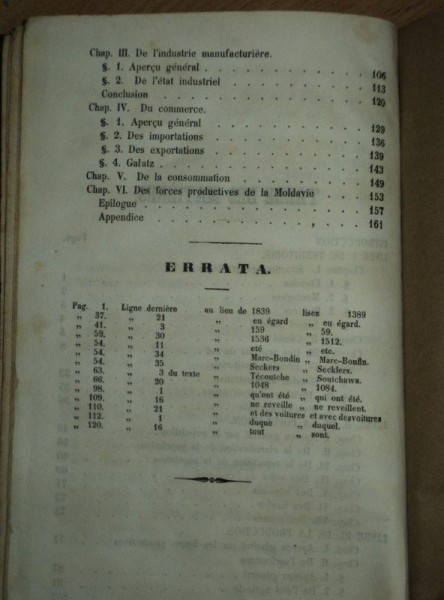 Chap. III. De l'industrie manufacturière.
§. 1. Aperçu général . . . . . . . . 106
§. 2. De l'état industriel . . . . . . . 113
Conclusion . . . . . . . . . . 120
Chap. IV. Du commerce.
§. 1. Aperçu général . . . . . . . . 129
§. 2. Des importations . . . . . . . . 136
§. 3. Des exportations . . . . . . . . 139
§. 4. Galatz . . . . . . . . . . 143
Chap. V. De la consommation . . . . . . . 149
Chap. VI. Des forces productives de la Moldavie . . . 153
Epilogue . . . . . . . . . . 157
Appendice . . . . . . . . . . 161
ERRATA.
Pag. 1. Ligne dernière au lieu de 1839 lisez 1389
„ 37. „ 21 „ en égard „ eu égard.
„ 41. „ 3 „ 159 „ 59.
„ 59. „ 30 „ 1536 „ 1512.
„ 54. „ 11 „ eté „ etc.
„ 54. „ 34 „ Marc-Bondin „ Marc-Bonfin.
„ 54. „ 35 „ Seckers „ Secklers.
„ 63. „ 3 du texte „ Técoutche „ Soutchawa.
„ 66. „ 20 „ 1048 „ 1084.
„ 98. „ 1 „ qu'ont été „ qui ont été.
„ 109. „ 16 „ ne reveille „ ne reveillent.
„ 110. „ 21 „ et des voitures et avec desvoitures
„ 112. „ 1 „ duque „ duquel.
„ 120. „ 16 „ tout „ sont.